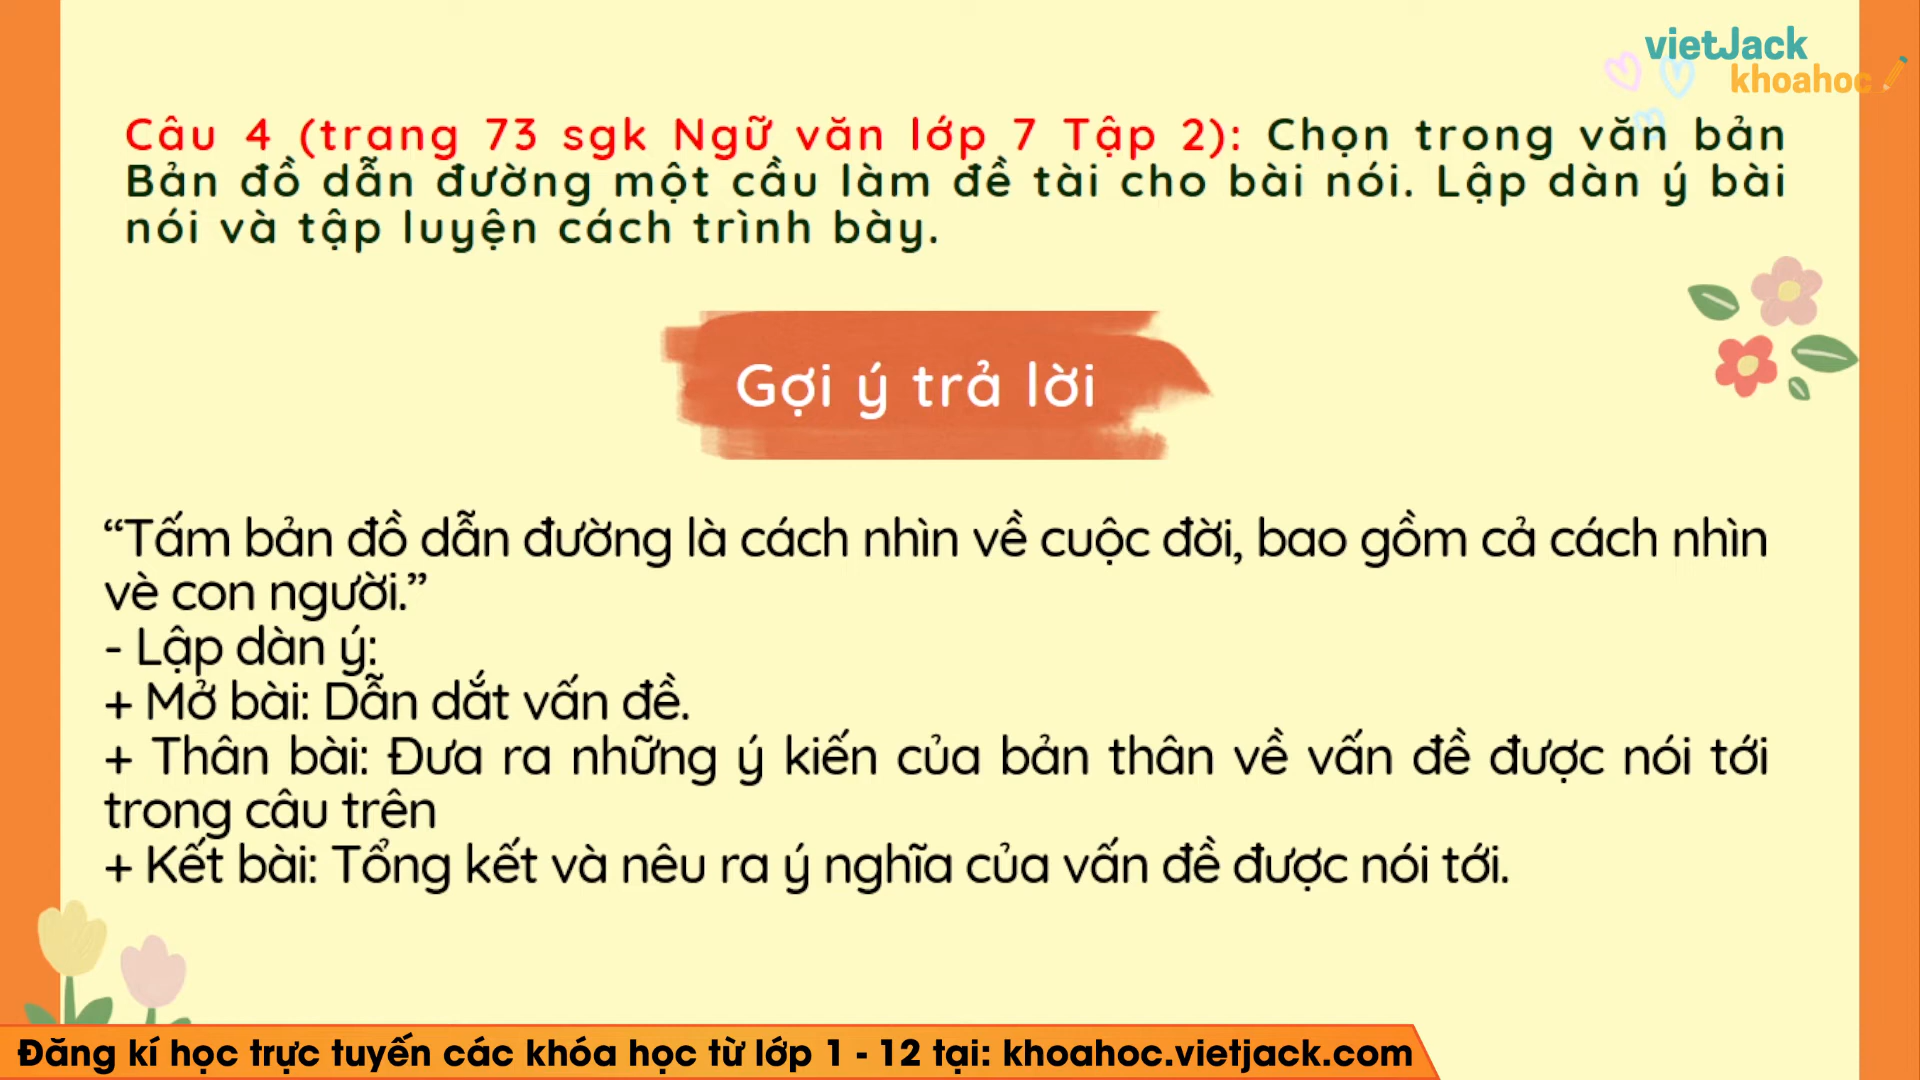 vietJack
khoahoc
Câu 4 (trang 73 sgk Ngữ văn lớp 7 Tập 2): Chọn trong văn bản
Bản đồ dẫn đường một cầu làm đề tài cho bài nói. Lập dàn ý bài
nói và tập luyện cách trình bày.
Gợi ý trả lời
“Tấm bản đồ dẫn đường là cách nhìn về cuộc đời, bao gồm cả cách nhìn
vè con người.”
- Lập dàn ý:
+ Mở bài: Dẫn dắt vấn đề.
+ Thân bài: Đưa ra những ý kiến của bản thân về vấn đề được nói tới
trong câu trên
+ Kết bài: Tổng kết và nêu ra ý nghĩa của vấn đề được nói tới.
Đăng kí học trực tuyến các khóa học từ lớp 1 - 12 tại: khoahoc.vietjack.com